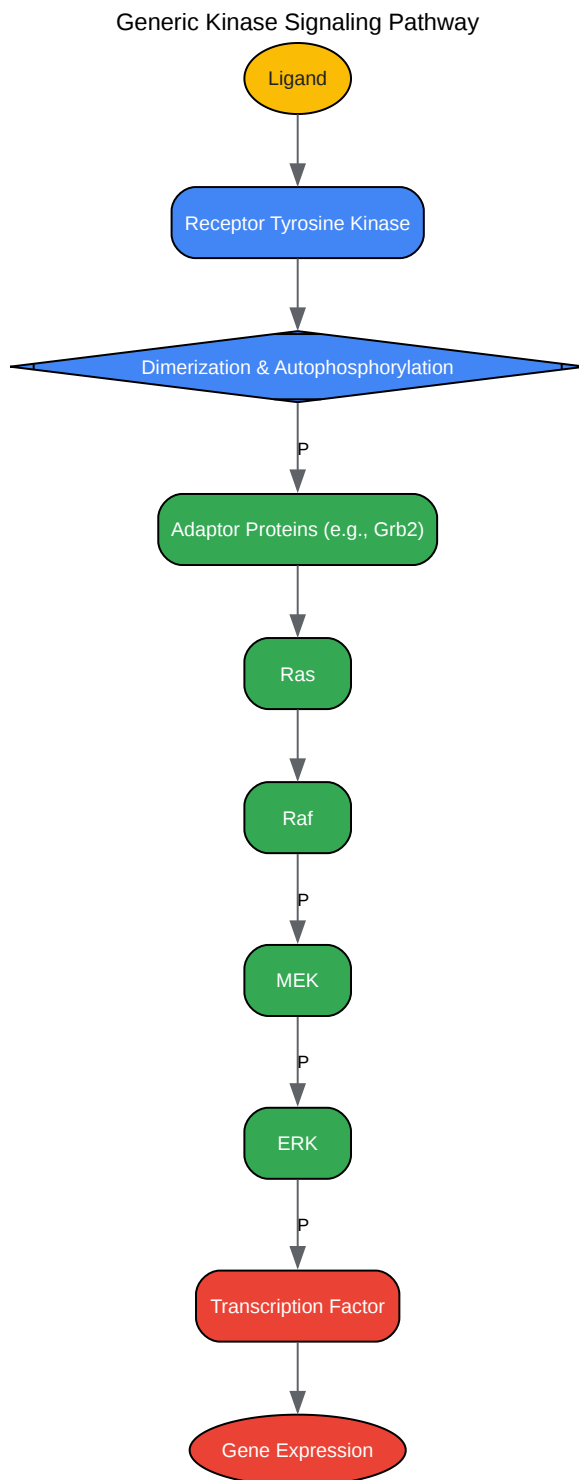 Generic Kinase Signaling Pathway
Ligand
Receptor Tyrosine Kinase
Dimerization & Autophosphorylation
P
Adaptor Proteins (e.g., Grb2)
Ras
Raf
P
MEK
P
ERK
P
Transcription Factor
Gene Expression